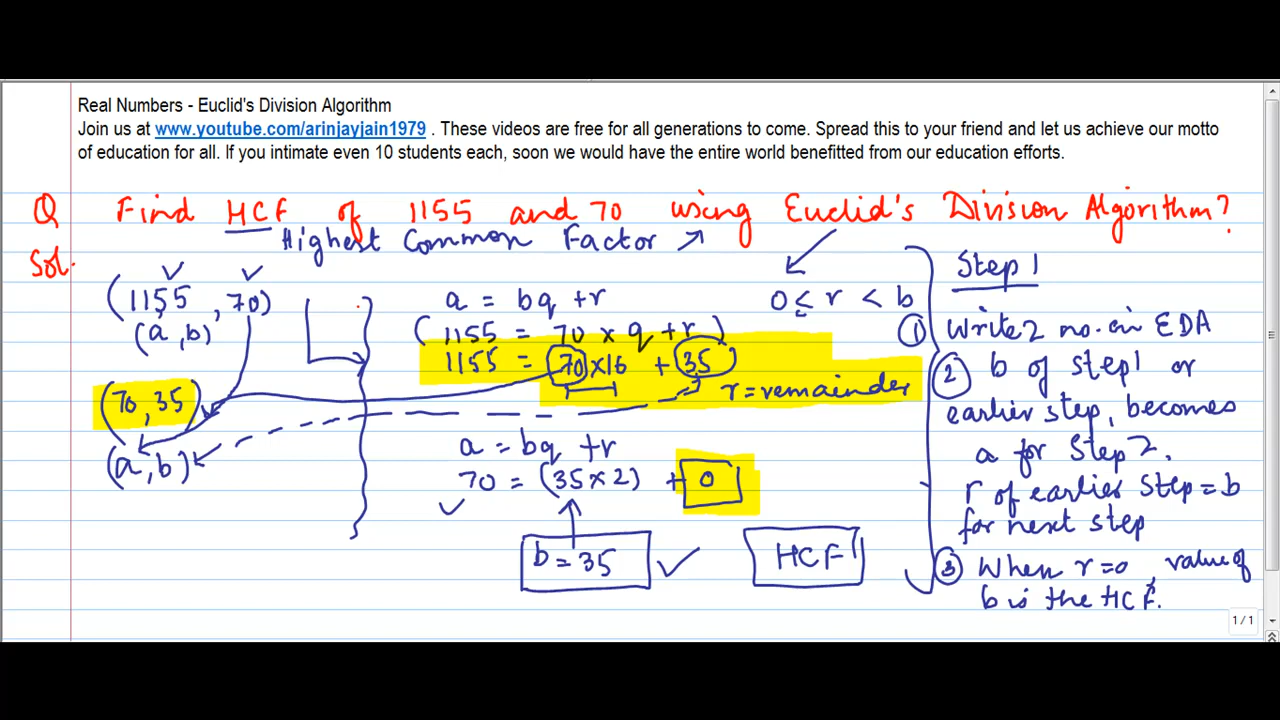 Real Numbers - Euclid's Division Algorithm
Join us at www.youtube.com/arinjayjain1979 . These videos are free for all generations to come. Spread this to your friend and let us achieve our motto
of education for all. If you intimate even 10 students each, soon we would have the entire world benefitted from our education efforts.
Q Find HCF of 1155 and 70 using Euclid's Division Algorithm?
Highest Common Factor
Sol.
(1155, 70)
(a, b)
(70, 35)
(a, b)
a = bq + r
0 ≤ r < b
(1155 = 70 × q + r)
1155 = 70 × 16 + 35
r = remainder
a = bq + r
70 = (35 × 2) + 0
b = 35
HCF
Step 1
① Write 2 no. in EDA
② b of step 1 or
earlier step, becomes
a for Step 2.
r of earlier step = b
for next step
③ When r = 0, value of
b is the HCF.
1 / 1